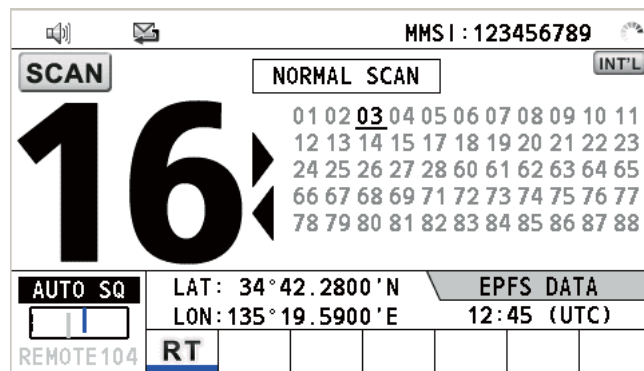 MMSI:123456789
SCAN
NORMAL SCAN
INT'L
16
01 02 03 04 05 06 07 08 09 10 11
12 13 14 15 17 18 19 20 21 22 23
24 25 26 27 28 60 61 62 63 64 65
66 67 68 69 71 72 73 74 75 76 77
78 79 80 81 82 83 84 85 86 87 88
AUTO SQ
LAT: 34°42.2800'N
EPFS DATA
LON:135°19.5900'E
12:45 (UTC)
REMOTE104
RT